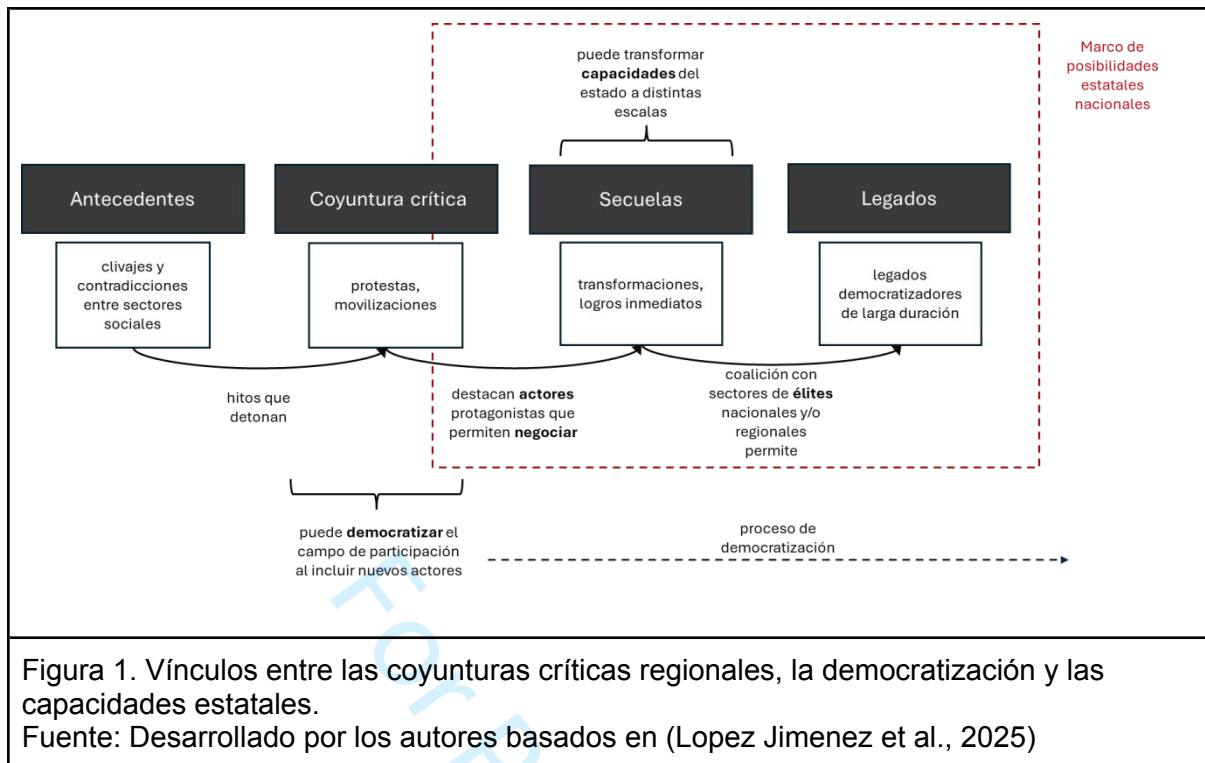 puede transformar
capacidades del
estado a distintas
escalas
Marco de
posibilidades
estatales
nacionales
Antecedentes
Coyuntura crítica
Secuelas
Legados
clivajes y
contradicciones
entre sectores
sociales
protestas,
movilizaciones
transformaciones,
logros inmediatos
legados
democratizadores
de larga duración
hitos que
detonan
destacan actores
protagonistas que
permiten negociar
coalición con
sectores de élites
nacionales y/o
regionales
permite
puede democratizar el
campo de participación
al incluir nuevos actores
proceso de
democratización
For P
Figura 1. Vínculos entre las coyunturas críticas regionales, la democratización y las
capacidades estatales.
Fuente: Desarrollado por los autores basados en (Lopez Jimenez et al., 2025)